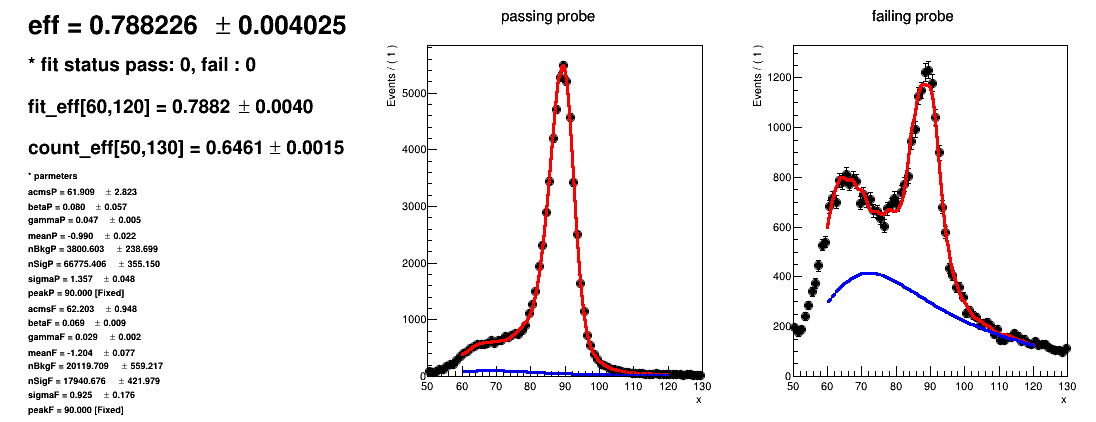 eff = 0.788226 ± 0.004025
* fit status pass: 0, fail : 0
fit_eff[60,120] = 0.7882 ± 0.0040
count_eff[50,130] = 0.6461 ± 0.0015
* parmeters
acmsP = 61.909 ± 2.823
betaP = 0.080 ± 0.057
gammaP = 0.047 ± 0.005
meanP = -0.990 ± 0.022
nBkgP = 3800.603 ± 238.699
nSigP = 66775.406 ± 355.150
sigmaP = 1.357 ± 0.048
peakP = 90.000 [Fixed]
acmsF = 62.203 ± 0.948
betaF = 0.069 ± 0.009
gammaF = 0.029 ± 0.002
meanF = -1.204 ± 0.077
nBkgF = 20119.709 ± 559.217
nSigF = 17940.676 ± 421.979
sigmaF = 0.925 ± 0.176
peakF = 90.000 [Fixed]
passing probe
Events / ( 1 )
5000
4000
3000
2000
1000
0
50 60 70 80 90 100 110 120 130
x
failing probe
Events / ( 1 )
1200
1000
800
600
400
200
0
50 60 70 80 90 100 110 120 130
x